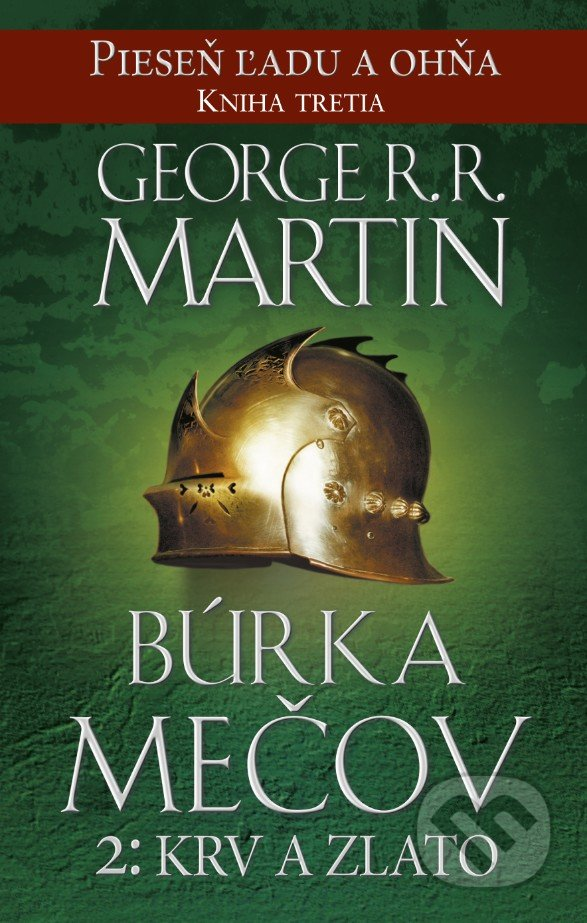 PIESEŇ ĽADU A OHŇA
KNIHA TRETIA
GEORGE R. R.
MARTIN
BÚRKA
MEČOV
2: KRV A ZLATO